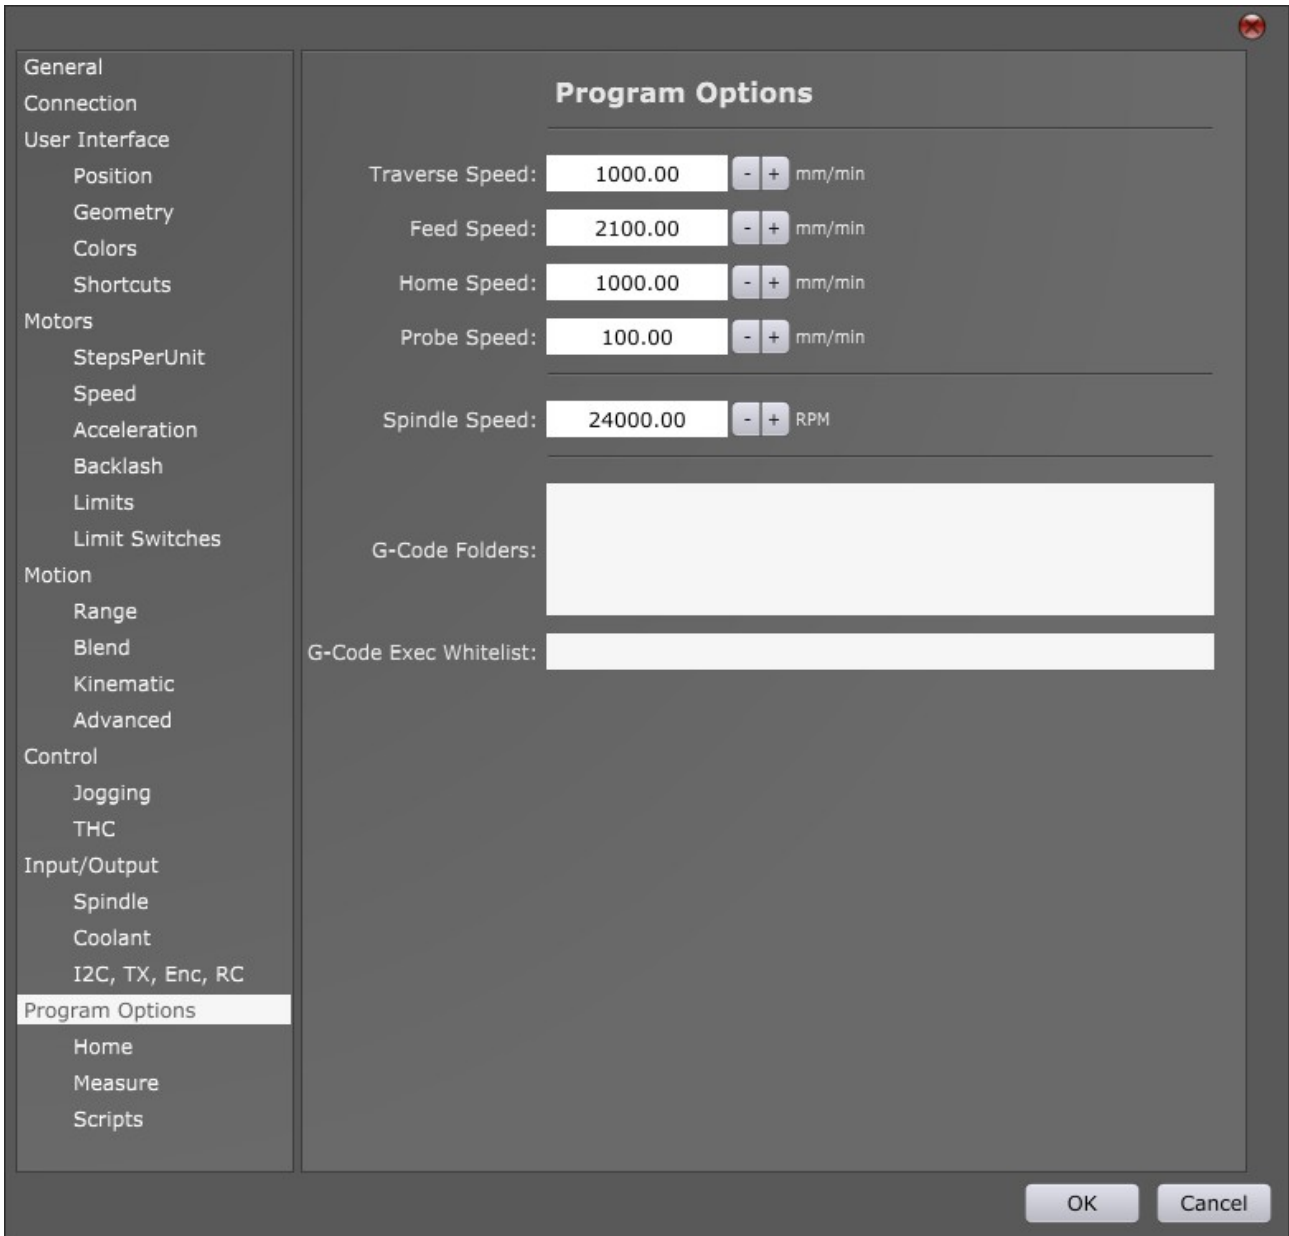 General
Connection
User Interface
Position
Geometry
Colors
Shortcuts
Motors
StepsPerUnit
Speed
Acceleration
Backlash
Limits
Limit Switches
Motion
Range
Blend
Kinematic
Advanced
Control
Jogging
THC
Input/Output
Spindle
Coolant
I2C, TX, Enc, RC
Program Options
Home
Measure
Scripts
Program Options
Traverse Speed: 1000.00 - + mm/min
Feed Speed: 2100.00 - + mm/min
Home Speed: 1000.00 - + mm/min
Probe Speed: 100.00 - + mm/min
Spindle Speed: 24000.00 - + RPM
G-Code Folders:
G-Code Exec Whitelist:
OK Cancel